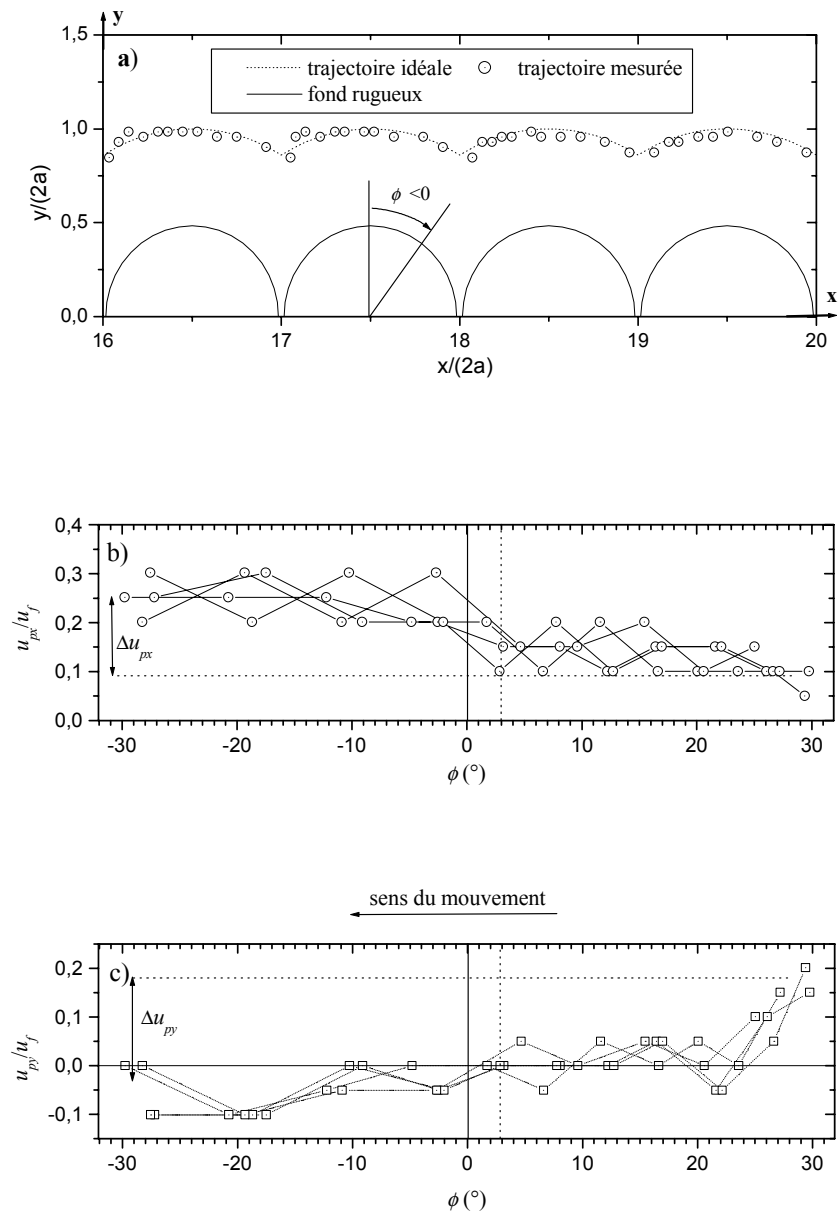 y
1,5
a)
trajectoire idéale
trajectoire mesurée
fond rugueux
1,0
y/(2a)
ϕ <0
0,5
0,0
x
16 17 18 19 20
x/(2a)
0,4
b)
0,3
u_px/u_f
Δu_px
0,2
0,1
0,0
-30 -20 -10 0 10 20 30
ϕ (°)
sens du mouvement
c)
0,2
Δu_py
0,1
u_py/u_f
0,0
-0,1
-30 -20 -10 0 10 20 30
ϕ (°)